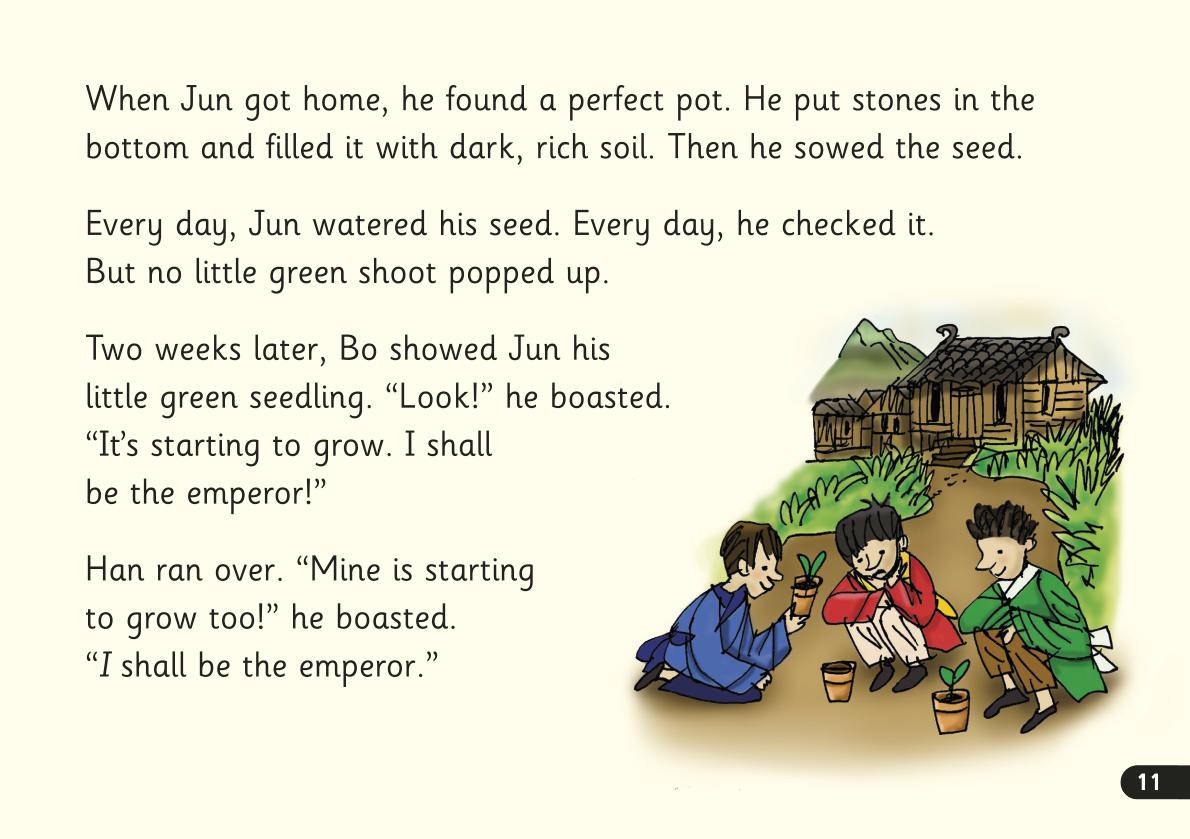 When Jun got home, he found a perfect pot. He put stones in the
bottom and filled it with dark, rich soil. Then he sowed the seed.
Every day, Jun watered his seed. Every day, he checked it.
But no little green shoot popped up.
Two weeks later, Bo showed Jun his
little green seedling. “Look!” he boasted.
“It’s starting to grow. I shall
be the emperor!”
Han ran over. “Mine is starting
to grow too!” he boasted.
“I shall be the emperor.”
11